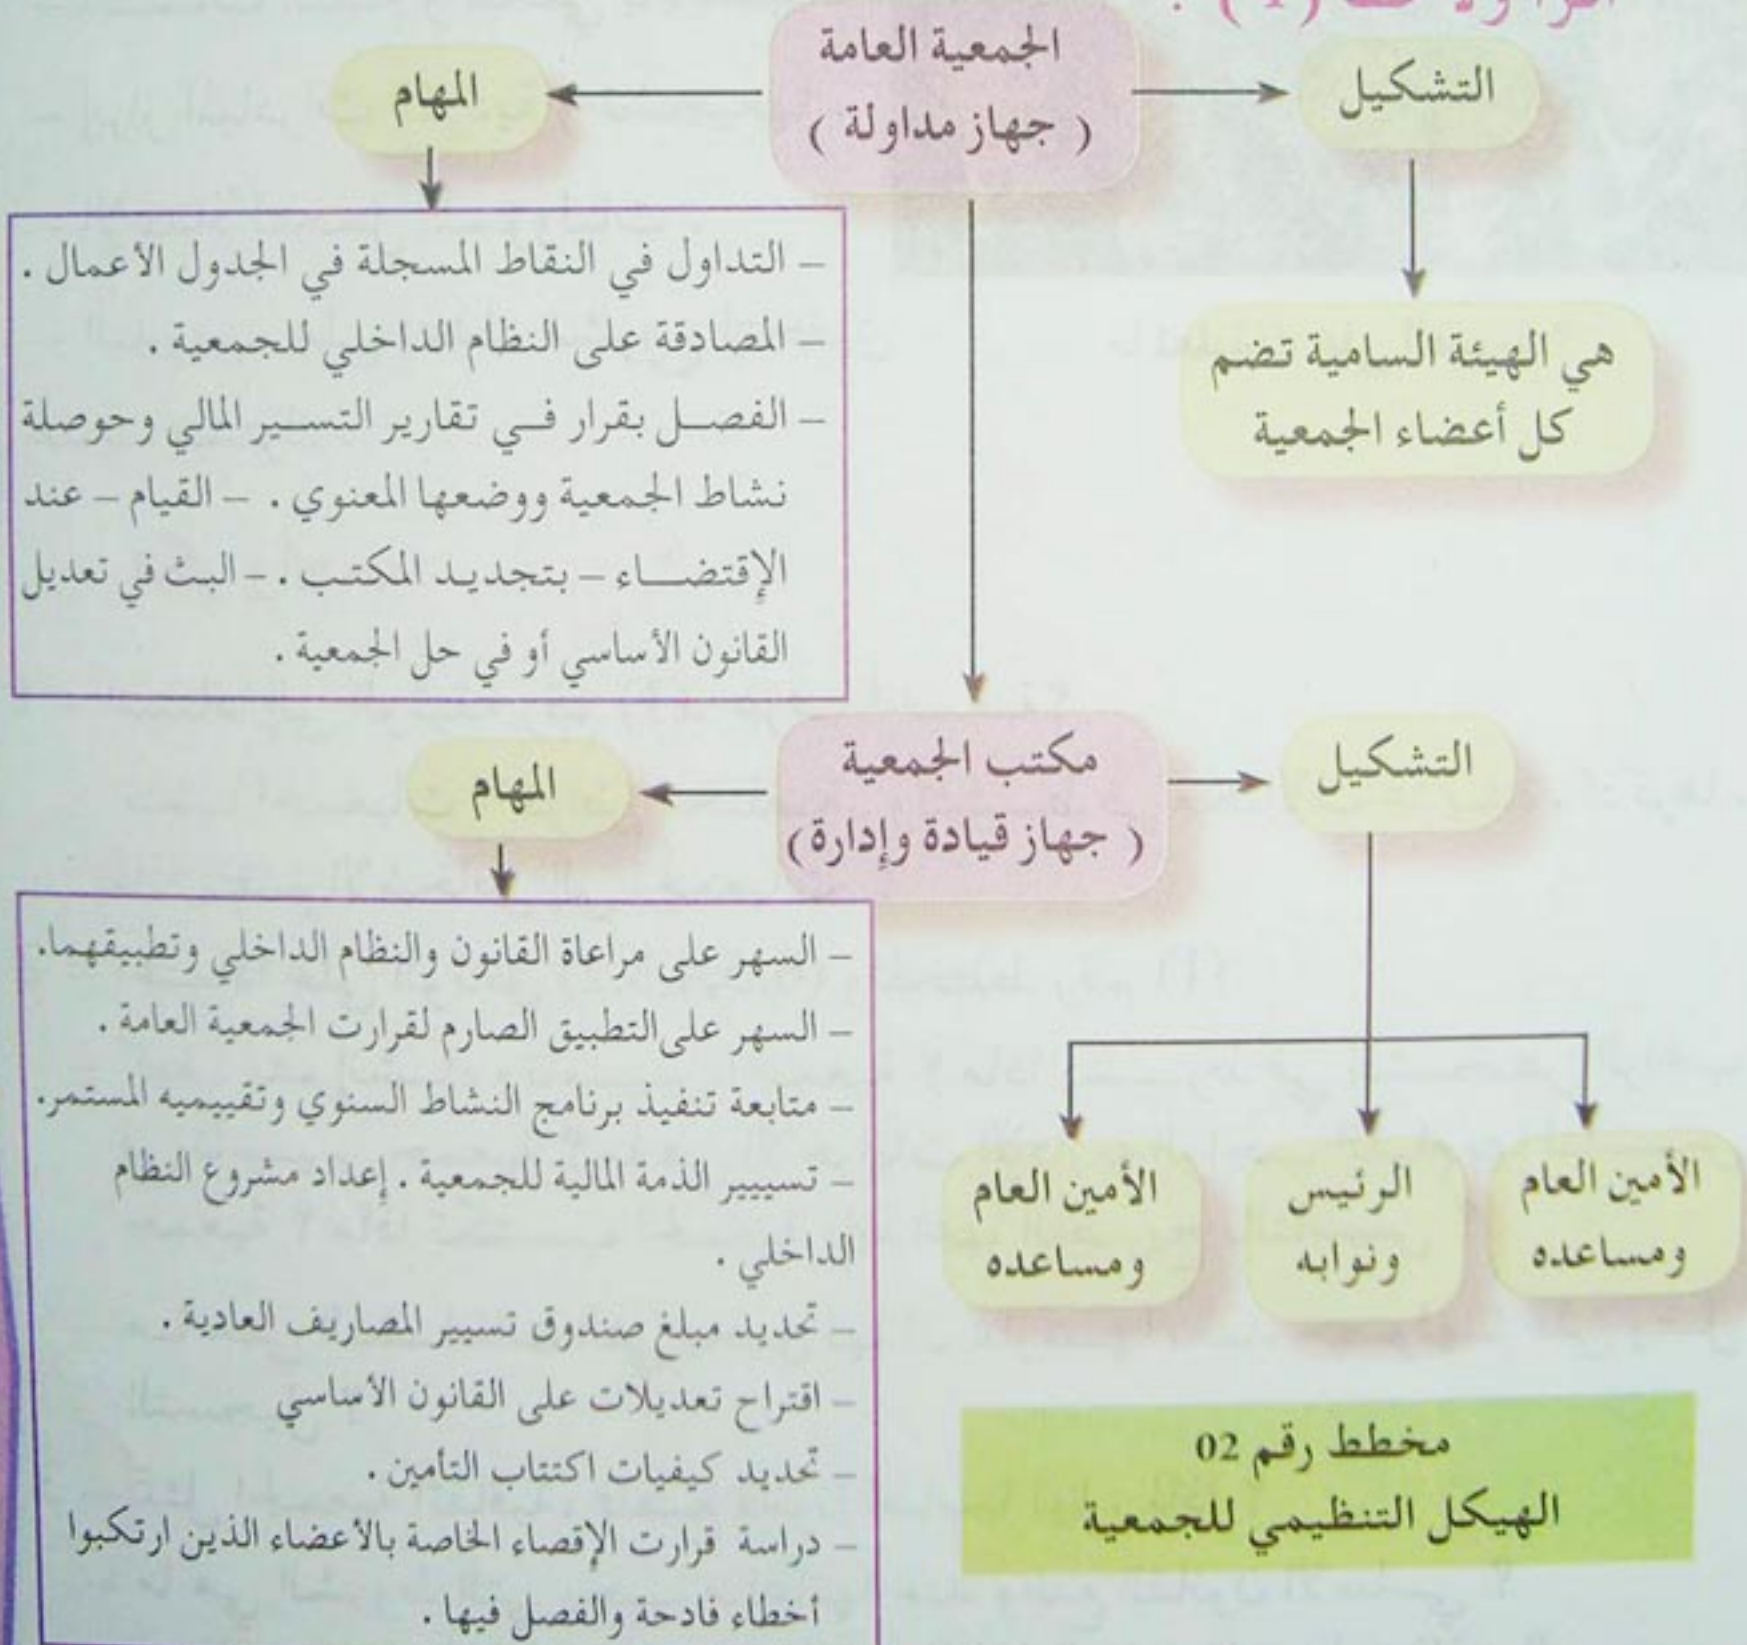 الجمعية العامة
( جهاز مداولة )
التشكيل
المهام
هي الهيئة السامية تضم
كل أعضاء الجمعية
– التداول في النقاط المسجلة في الجدول الأعمال .
– المصادقة على النظام الداخلي للجمعية .
– الفصل بقرار في تقارير التسير المالي وحوصلة
نشاط الجمعية ووضعها المعنوي . – القيام – عند
الإقتضاء – بتجديد المكتب . – البث في تعديل
القانون الأساسي أو في حل الجمعية .
مكتب الجمعية
( جهاز قيادة وإدارة )
التشكيل
المهام
الأمين العام
ومساعده
الرئيس
ونوابه
الأمين العام
ومساعده
– السهر على مراعاة القانون والنظام الداخلي وتطبيقهما.
– السهر على التطبيق الصارم لقرارت الجمعية العامة .
– متابعة تنفيذ برنامج النشاط السنوي وتقييميه المستمر.
– تسييير الذمة المالية للجمعية . إعداد مشروع النظام
الداخلي .
– تحديد مبلغ صندوق تسيير المصاريف العادية .
– اقتراح تعديلات على القانون الأساسي
– تحديد كيفيات اكتتاب التأمين .
– دراسة قرارت الإقصاء الخاصة بالأعضاء الذين ارتكبوا
أخطاء فادحة والفصل فيها .
مخطط رقم 02
الهيكل التنظيمي للجمعية